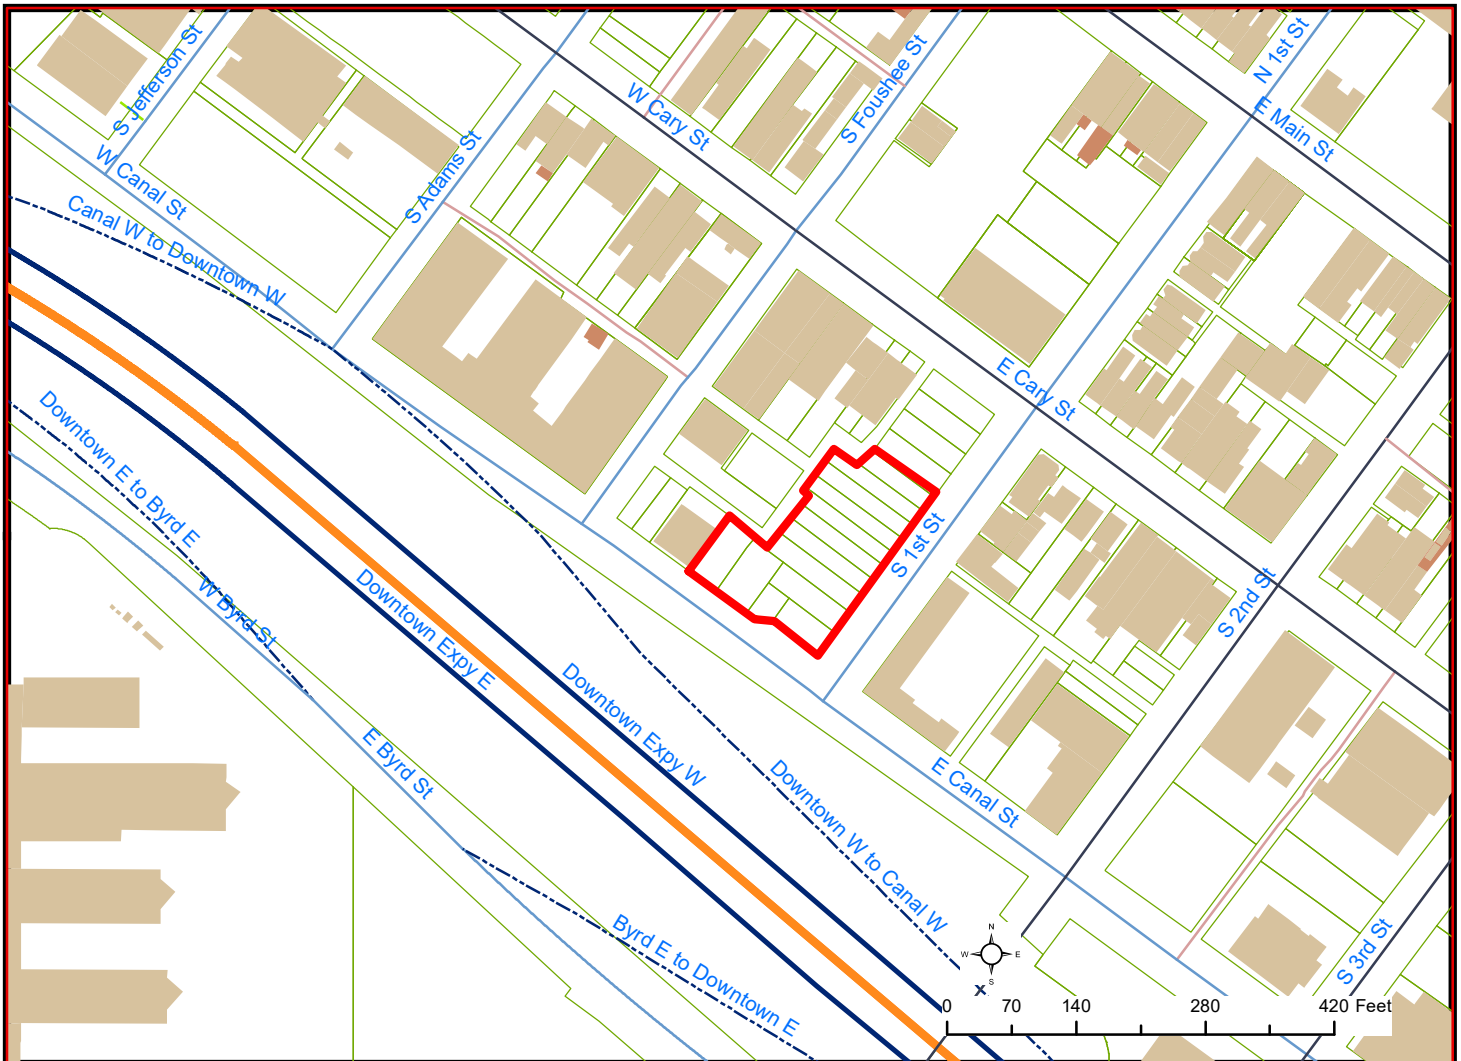 S Jefferson St
N 1st St
W Cary St
S Foushee St
E Main St
W Canal St
S Adams St
Canal W to Downtown W
E Cary St
Downtown E to Byrd E
S 1st St
W Byrd St
Downtown Expy E
S 2nd St
Downtown Expy W
E Byrd St
E Canal St
Downtown W to Canal W
Byrd E to Downtown E
S 3rd St
N
W E
S
X
0 70 140 280 420 Feet